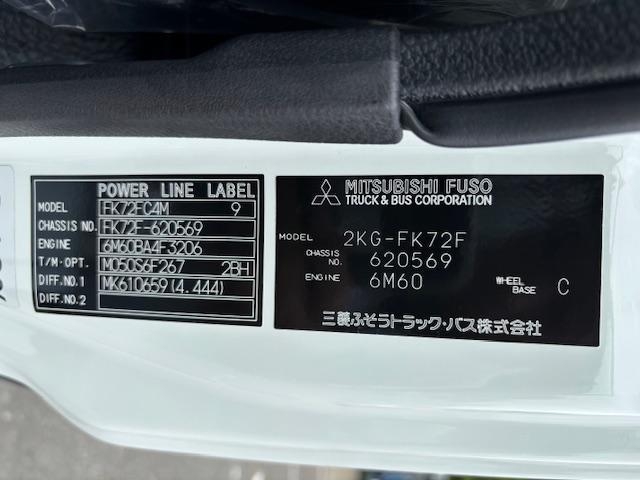 POWER LINE LABEL
MODEL FK72FC4M 9
CHASSIS NO. FK72F-620569
ENGINE 6M60BA4F-3206
T/M·OPT. M050S6F267 2BH
DIFF.NO.1 MK610659(4.444)
DIFF.NO.2
MITSUBISHI FUSO
TRUCK & BUS CORPORATION
MODEL 2KG-FK72F
CHASSIS NO. 620569
ENGINE 6M60 WHEEL BASE C
三菱ふそうトラック・バス株式会社